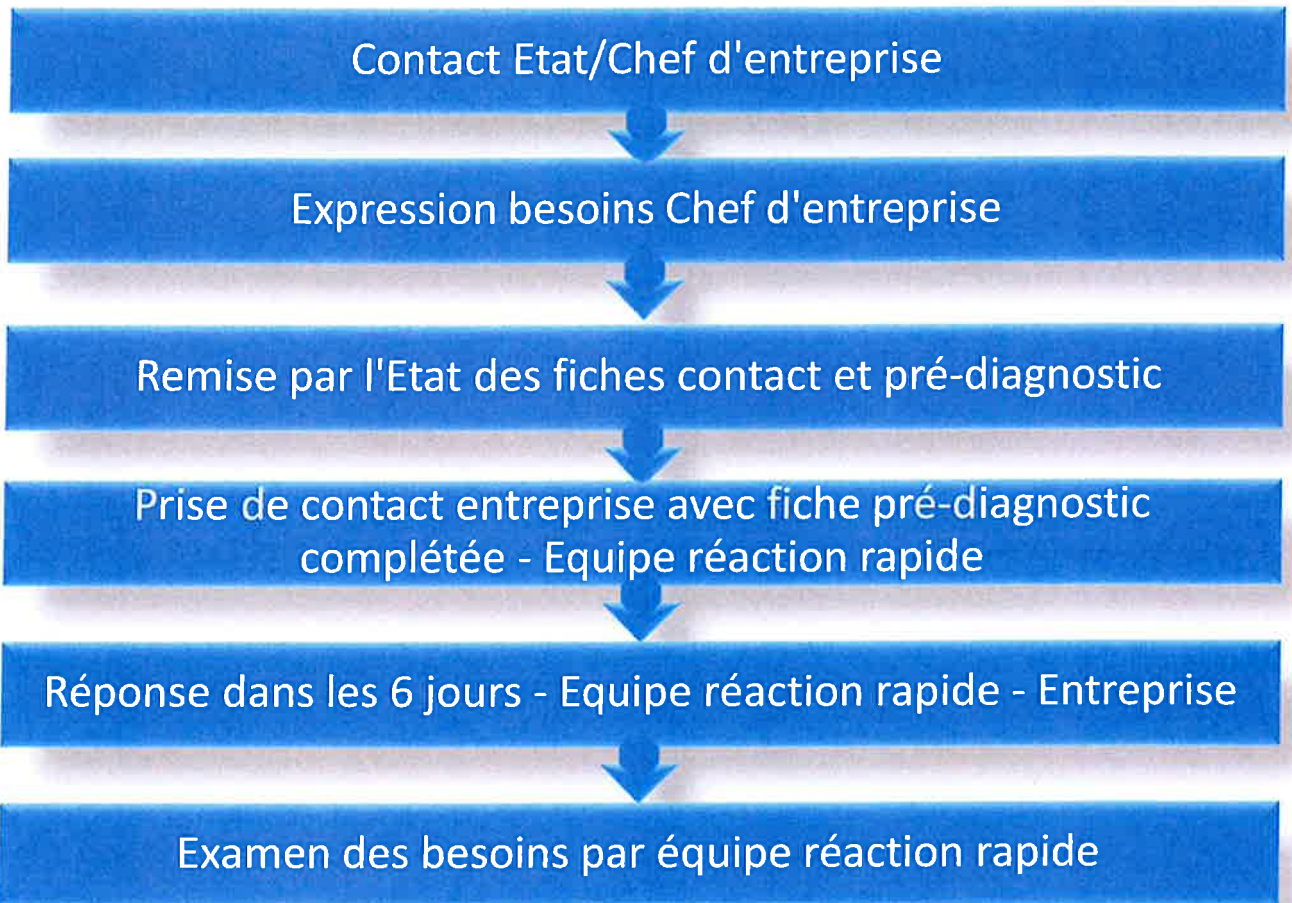 Contact Etat/Chef d'entreprise
Expression besoins Chef d'entreprise
Remise par l'Etat des fiches contact et pré-diagnostic
Prise de contact entreprise avec fiche pré-diagnostic
complétée - Equipe réaction rapide
Réponse dans les 6 jours - Equipe réaction rapide - Entreprise
Examen des besoins par équipe réaction rapide